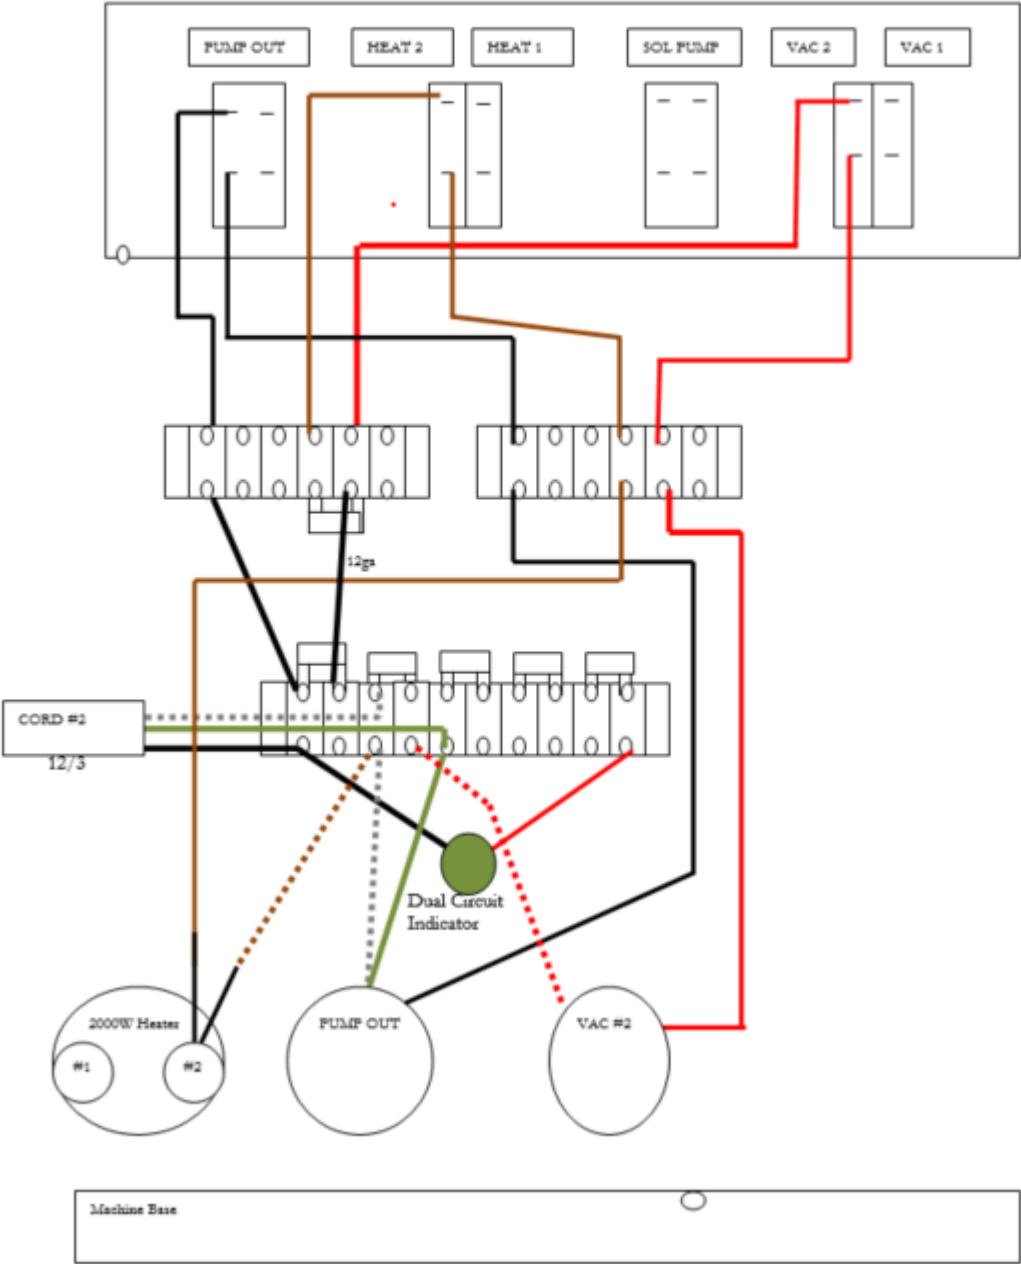 PUMP OUT
HEAT 2
HEAT 1
SOL PUMP
VAC 2
VAC 1
12ga
CORD #2
12/3
Dual Circuit
Indicator
2000W Heater
#1
#2
PUMP OUT
VAC #2
Machine Base